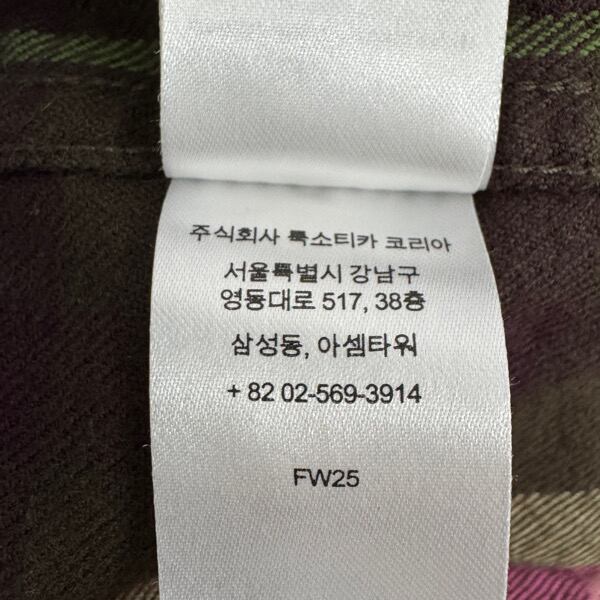 주식회사 룩소티카 코리아
서울특별시 강남구
영동대로 517, 38층
삼성동, 아셈타워
+ 82 02-569-3914
FW25